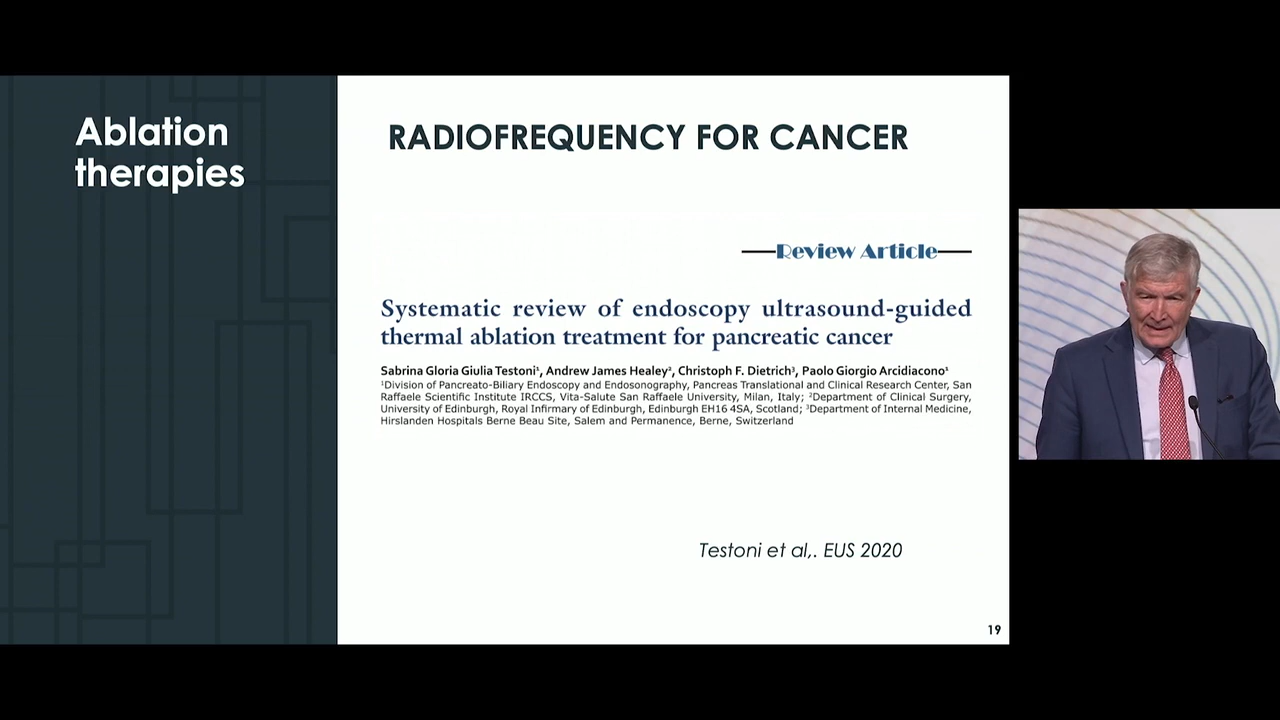 Ablation
therapies
RADIOFREQUENCY FOR CANCER
Review Article
Systematic review of endoscopy ultrasound-guided
thermal ablation treatment for pancreatic cancer
Sabrina Gloria Giulia Testoni¹, Andrew James Healey², Christoph F. Dietrich³, Paolo Giorgio Arcidiacono¹
¹Division of Pancreato-Biliary Endoscopy and Endosonography, Pancreas Translational and Clinical Research Center, San
Raffaele Scientific Institute IRCCS, Vita-Salute San Raffaele University, Milan, Italy; ²Department of Clinical Surgery,
University of Edinburgh, Royal Infirmary of Edinburgh, Edinburgh EH16 4SA, Scotland; ³Department of Internal Medicine,
Hirslanden Hospitals Berne Beau Site, Salem and Permanence, Berne, Switzerland
Testoni et al,. EUS 2020
19